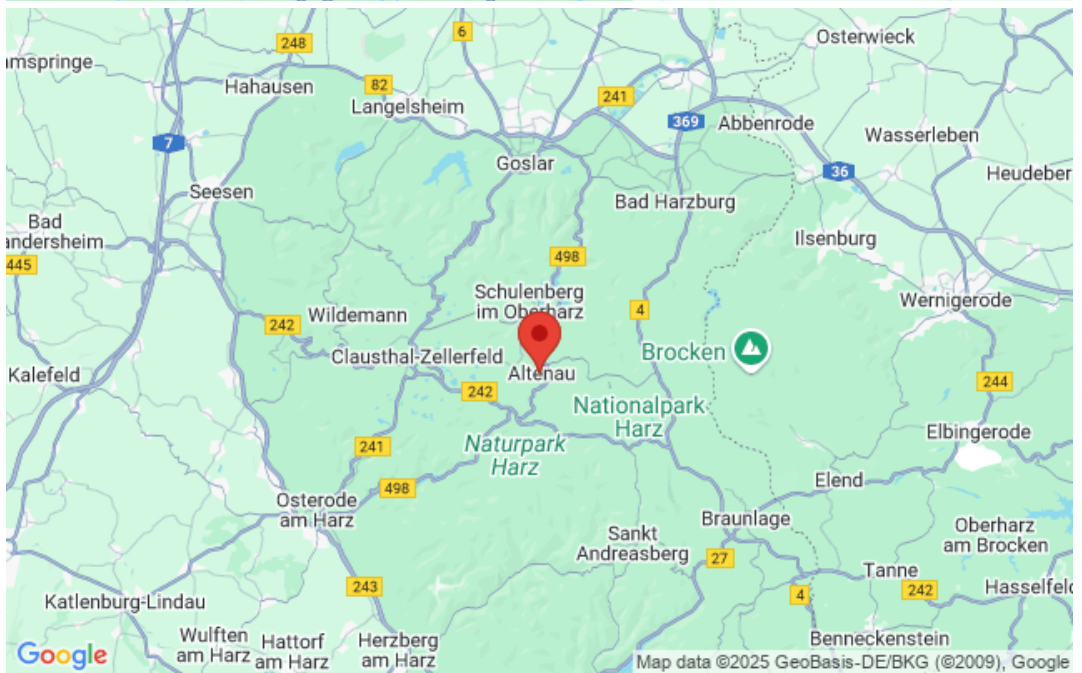 248
6
Osterwieck
mspringe
Hahausen
82
Langelsheim
241
369
Abbenrode
Wasserleben
7
Goslar
36
Heudeber
Seesen
Bad Harzburg
Bad
andersheim
445
Ilsenburg
498
Schulenberg
im Oberharz
Wernigerode
242
Wildemann
4
Clausthal-Zellerfeld
Brocken
Kalefeld
Altenau
242
244
Nationalpark
Harz
Naturpark
Harz
241
Elbingerode
498
Elend
Osterode
am Harz
Braunlage
Sankt
Andreasberg
Oberharz
am Brocken
27
Tanne
243
4
242
Hasselfeld
Katlenburg-Lindau
Wulften
am Harz
Hattorf
am Harz
Herzberg
am Harz
Benneckenstein
Google
Map data ©2025 GeoBasis-DE/BKG (©2009), Google